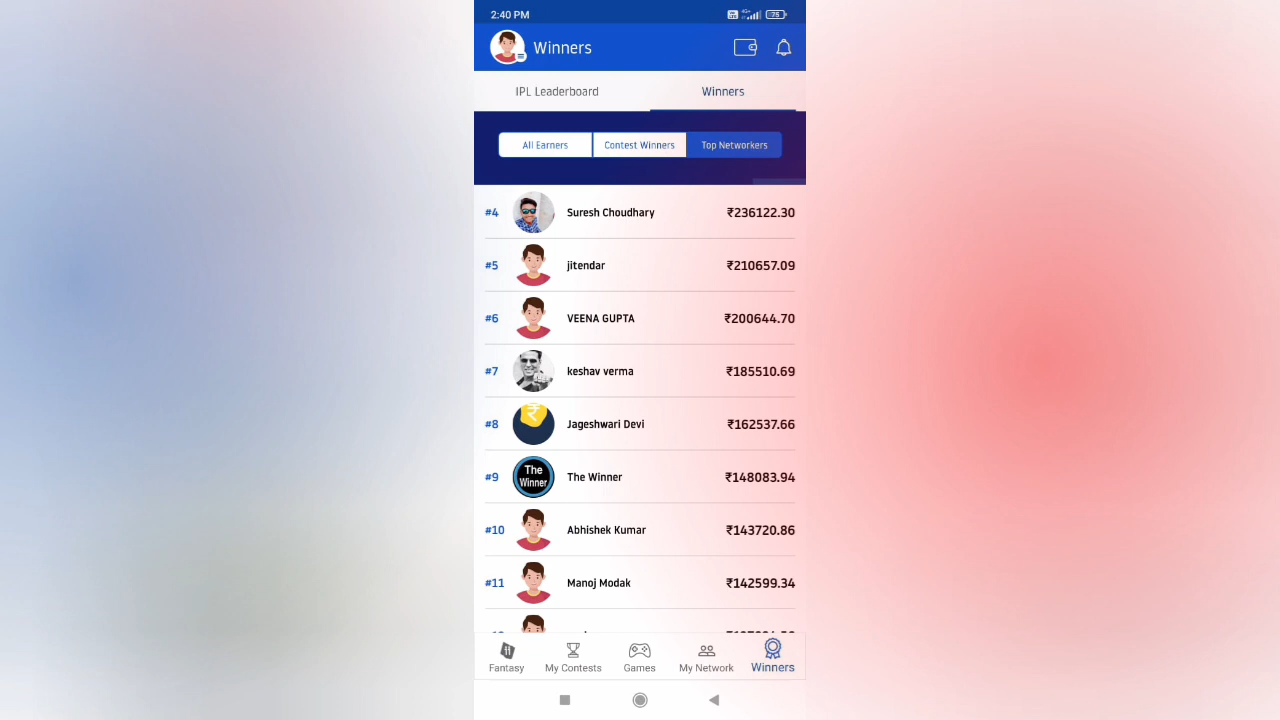 2:40 PM 4G+ 75
Winners
IPL Leaderboard Winners
All Earners Contest Winners Top Networkers
#4 Suresh Choudhary ₹236122.30
#5 jitendar ₹210657.09
#6 VEENA GUPTA ₹200644.70
#7 keshav verma ₹185510.69
₹
#8 Jageshwari Devi ₹162537.66
The
Winner
#9 The Winner ₹148083.94
#10 Abhishek Kumar ₹143720.86
#11 Manoj Modak ₹142599.34
Fantasy My Contests Games My Network Winners